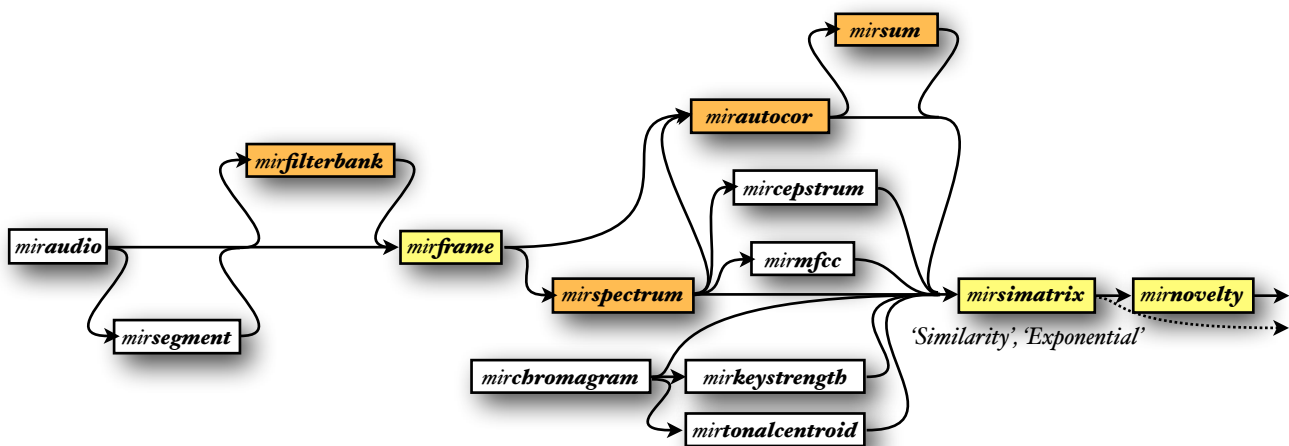 mirsum
mirautocor
mirfilterbank
mircepstrum
miraudio
mirframe
mirmfcc
mirspectrum
mirsimatrix
mirnovelty
mirsegment
‘Similarity’, ‘Exponential’
mirchromagram
mirkeystrength
mirtonalcentroid